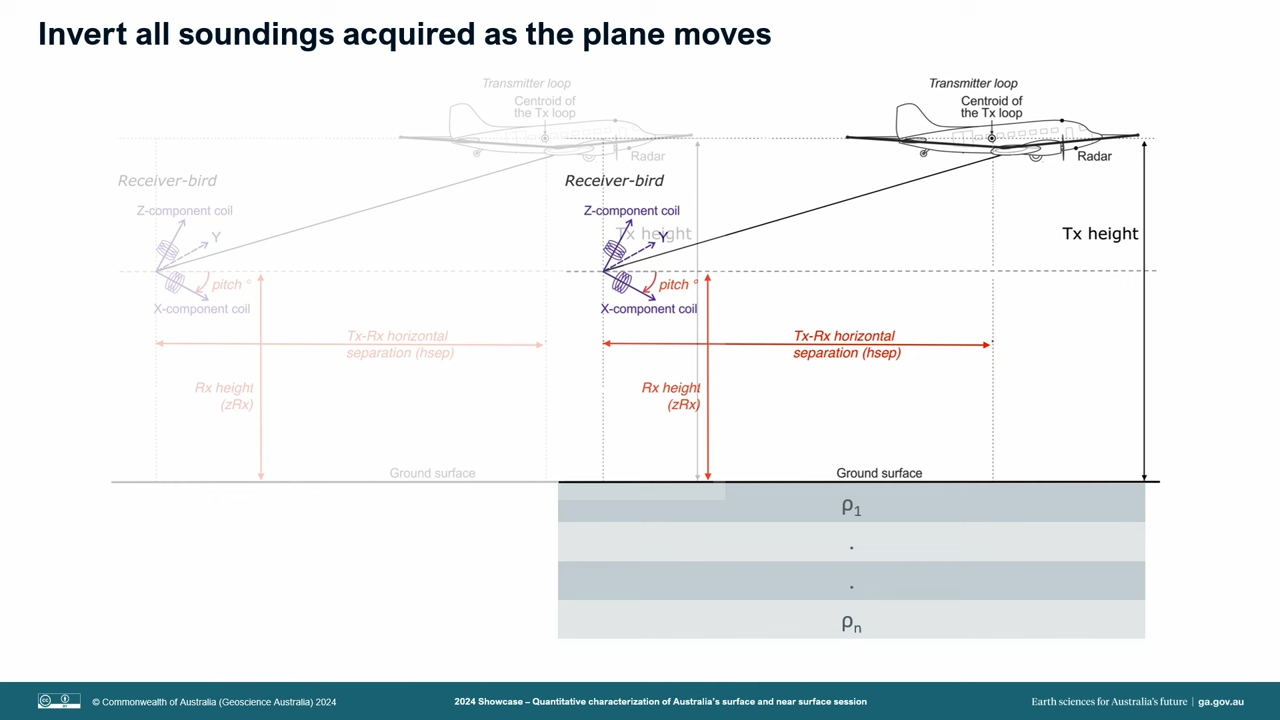 Invert all soundings acquired as the plane moves
Transmitter loop
Centroid of
the Tx loop
Radar
Receiver-bird
Z-component coil
Y
pitch °
X-component coil
Tx height
Tx-Rx horizontal
separation (hsep)
Rx height
(zRx)
Ground surface
Transmitter loop
Centroid of
the Tx loop
Radar
Receiver-bird
Z-component coil
Y
pitch °
X-component coil
Tx height
Tx-Rx horizontal
separation (hsep)
Rx height
(zRx)
Ground surface
ρ1
.
.
ρn
CC BY
© Commonwealth of Australia (Geoscience Australia) 2024
2024 Showcase – Quantitative characterization of Australia's surface and near surface session
Earth sciences for Australia's future | ga.gov.au